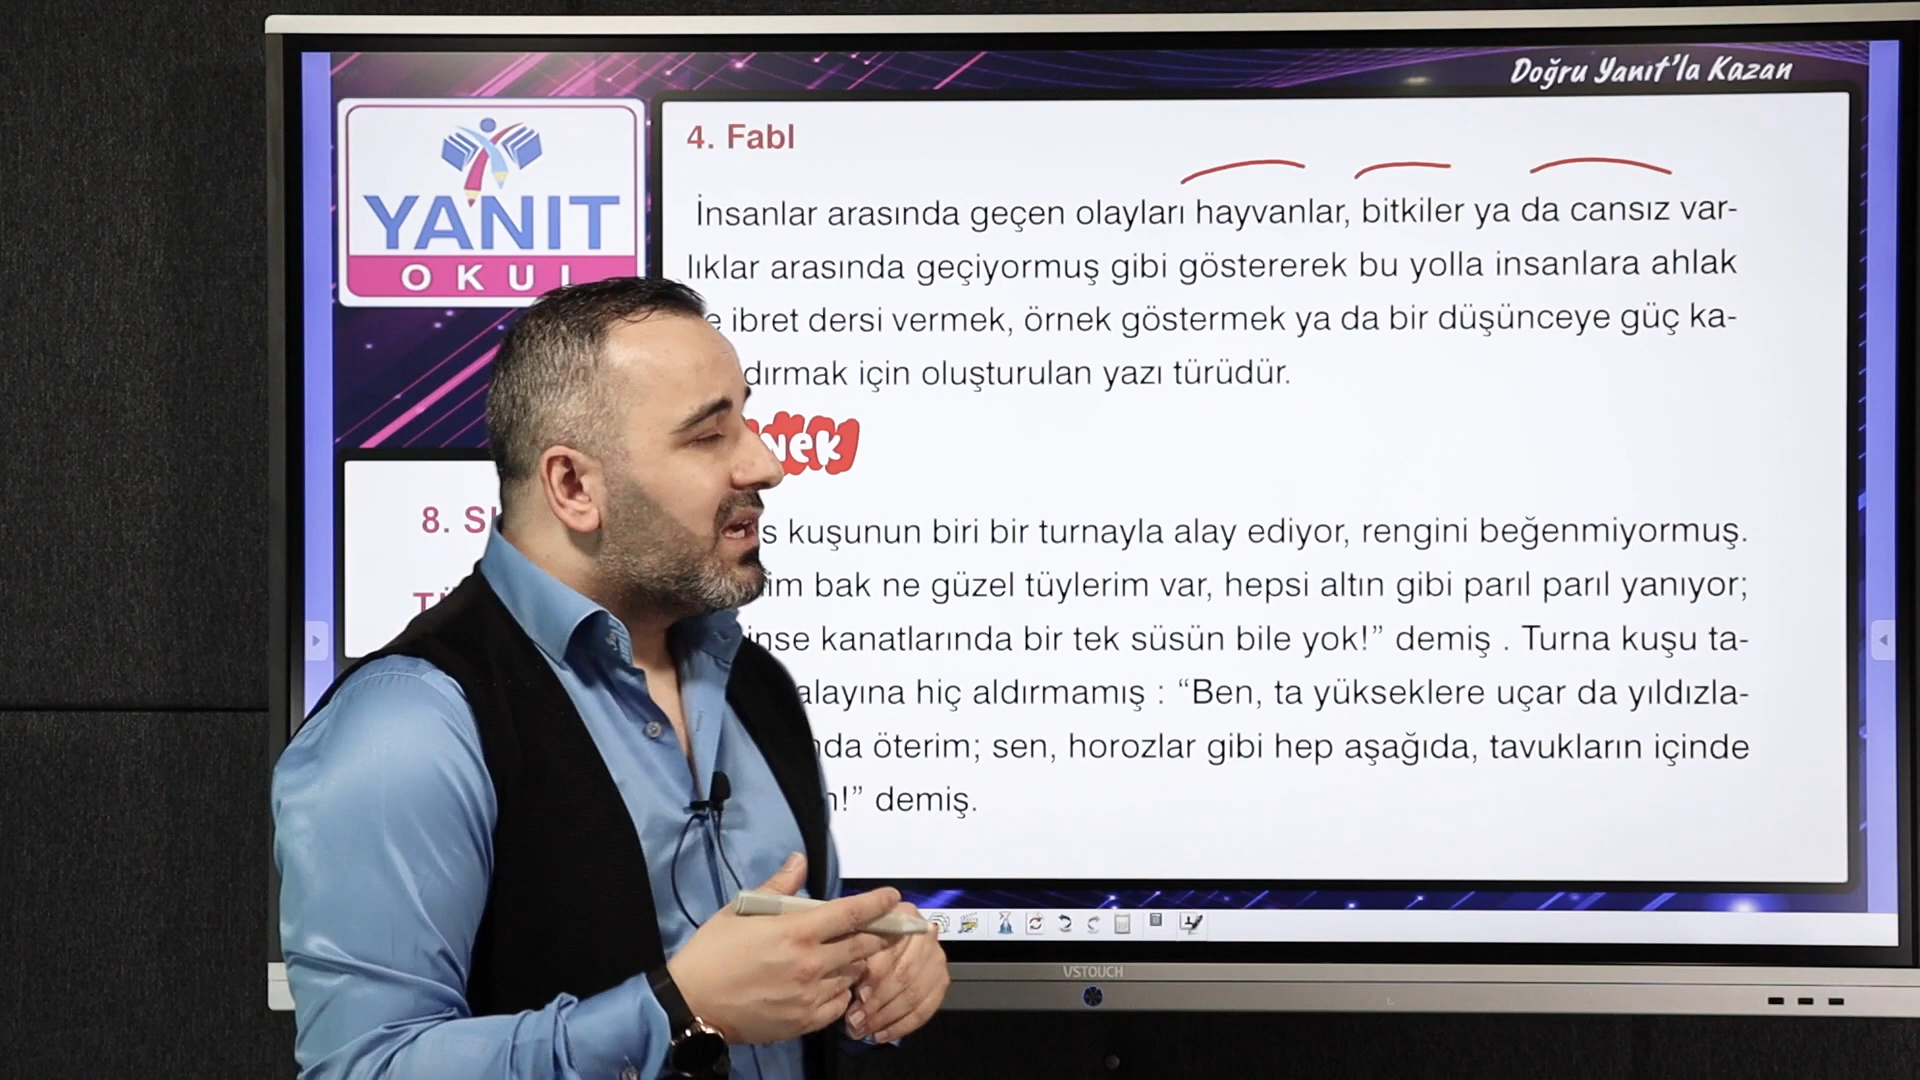 Doğru Yanıt'la Kazan
YANIT
OKUL
4. Fabl
İnsanlar arasında geçen olayları hayvanlar, bitkiler ya da cansız var-
lıklar arasında geçiyormuş gibi göstererek bu yolla insanlara ahlak
ibret dersi vermek, örnek göstermek ya da bir düşünceye güç ka-
dırmak için oluşturulan yazı türüdür.
kuşunun biri bir turnayla alay ediyor, rengini beğenmiyormuş.
bak ne güzel tüylerim var, hepsi altın gibi parıl parıl yanıyor;
kanatlarında bir tek süsün bile yok!” demiş . Turna kuşu ta-
alayına hiç aldırmamış : “Ben, ta yükseklere uçar da yıldızla-
öterim; sen, horozlar gibi hep aşağıda, tavukların içinde
demiş.
8.
VSTOUCH